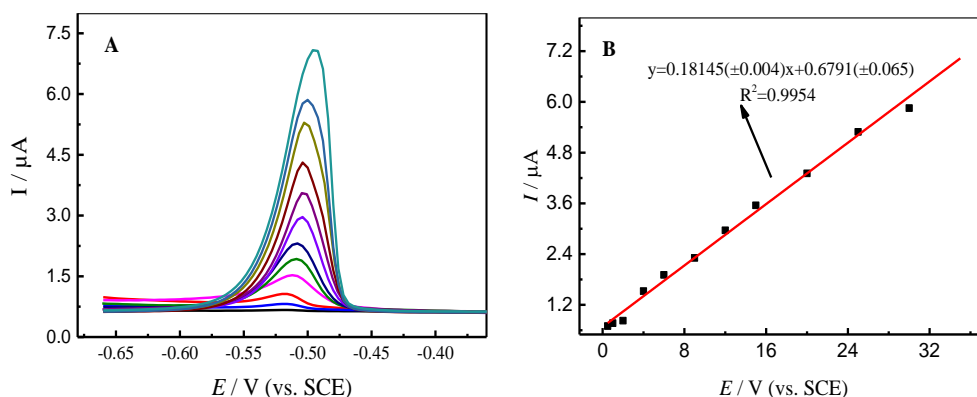 A
7.5
6.0
4.5
3.0
1.5
0.0
I / μA
-0.65 -0.60 -0.55 -0.50 -0.45 -0.40
E / V (vs. SCE)
B
y=0.18145(±0.004)x+0.6791(±0.065)
R²=0.9954
7.2
6.0
4.8
3.6
2.4
1.2
I / μA
0 8 16 24 32
E / V (vs. SCE)